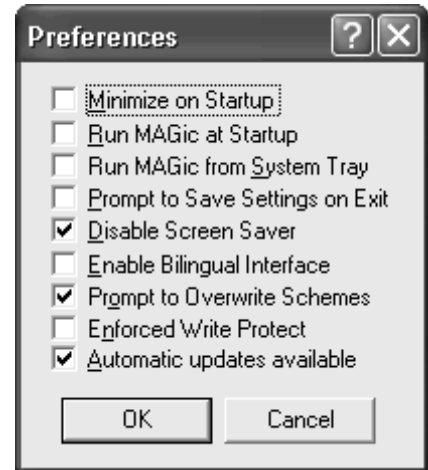 Preferences ? X
Minimize on Startup
Run MAGic at Startup
Run MAGic from System Tray
Prompt to Save Settings on Exit
Disable Screen Saver
Enable Bilingual Interface
Prompt to Overwrite Schemes
Enforced Write Protect
Automatic updates available
OK Cancel